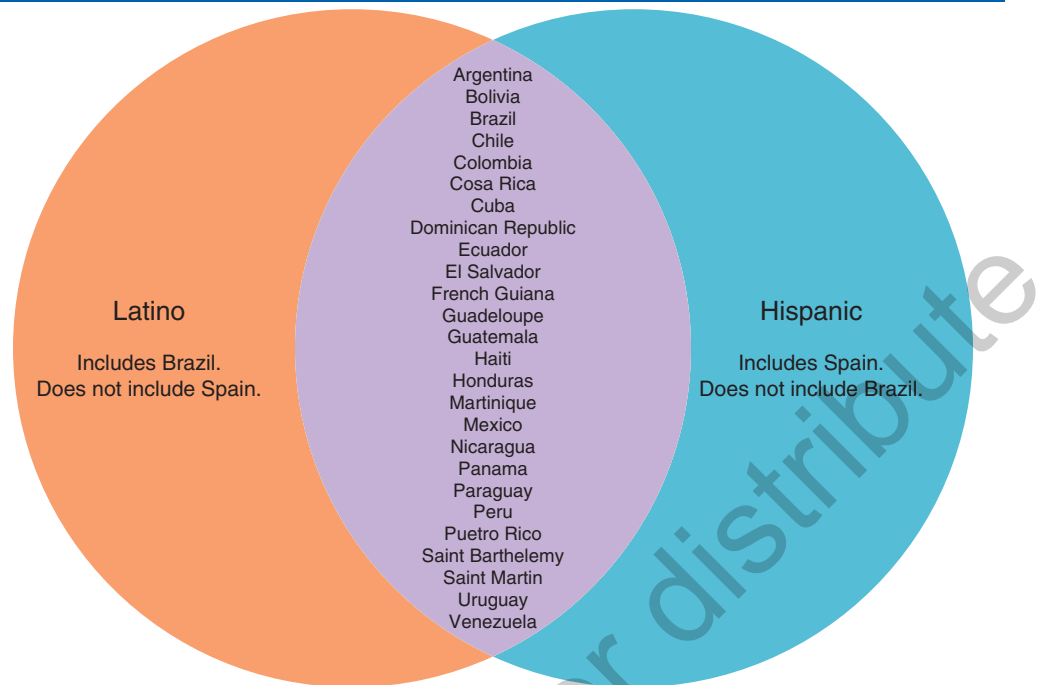 Argentina
Bolivia
Brazil
Chile
Colombia
Cosa Rica
Cuba
Dominican Republic
Ecuador
El Salvador
French Guiana
Guadeloupe
Guatemala
Haiti
Honduras
Martinique
Mexico
Nicaragua
Panama
Paraguay
Peru
Puetro Rico
Saint Barthelemy
Saint Martin
Uruguay
Venezuela
Latino
Includes Brazil.
Does not include Spain.
Hispanic
Includes Spain.
Does not include Brazil.
or distribute